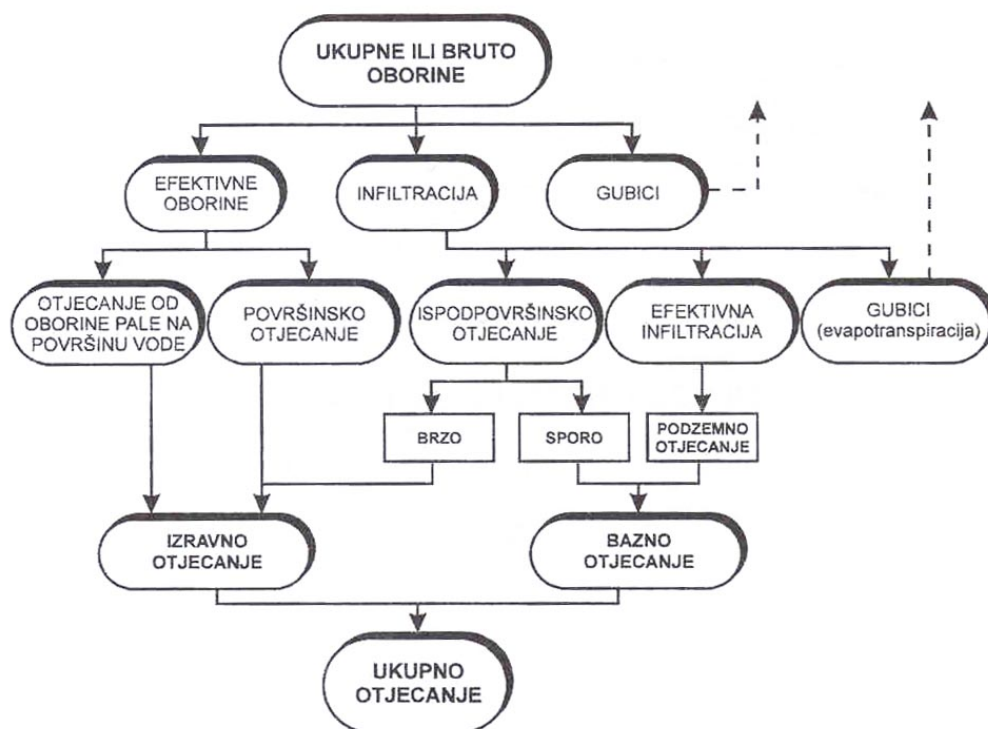 UKUPNE ILI BRUTO
OBORINE
EFEKTIVNE
OBORINE
INFILTRACIJA
GUBICI
OTJECANJE OD
OBORINE PALE NA
POVRŠINU VODE
POVRŠINSKO
OTJECANJE
ISPODPOVRŠINSKO
OTJECANJE
EFEKTIVNA
INFILTRACIJA
GUBICI
(evapotranspiracija)
BRZO
SPORO
PODZEMNO
OTJECANJE
IZRAVNO
OTJECANJE
BAZNO
OTJECANJE
UKUPNO
OTJECANJE